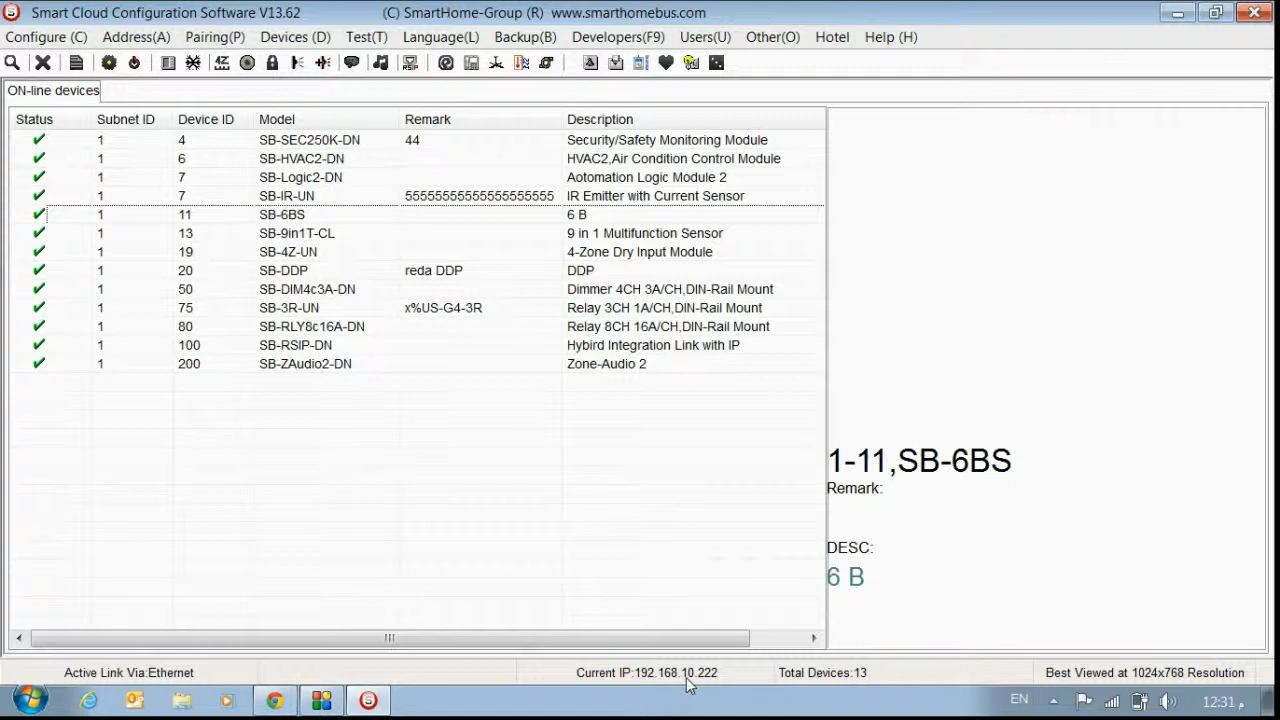 Smart Cloud Configuration Software V13.62 (C) SmartHome-Group (R) www.smarthomebus.com
Configure (C) Address(A) Pairing(P) Devices (D) Test(T) Language(L) Backup(B) Developers(F9) Users(U) Other(O) Hotel Help (H)
ON-line devices
Status Subnet ID Device ID Model Remark Description
1 4 SB-SEC250K-DN 44 Security/Safety Monitoring Module
1 6 SB-HVAC2-DN HVAC2,Air Condition Control Module
1 7 SB-Logic2-DN Aotomation Logic Module 2
1 7 SB-IR-UN 55555555555555555555 IR Emitter with Current Sensor
1 11 SB-6BS 6 B
1 13 SB-9in1T-CL 9 in 1 Multifunction Sensor
1 19 SB-4Z-UN 4-Zone Dry Input Module
1 20 SB-DDP reda DDP DDP
1 50 SB-DIM4c3A-DN Dimmer 4CH 3A/CH,DIN-Rail Mount
1 75 SB-3R-UN x%US-G4-3R Relay 3CH 1A/CH,DIN-Rail Mount
1 80 SB-RLY8c16A-DN Relay 8CH 16A/CH,DIN-Rail Mount
1 100 SB-RSIP-DN Hybird Integration Link with IP
1 200 SB-ZAudio2-DN Zone-Audio 2
1-11,SB-6BS
Remark:
DESC:
6 B
Active Link Via:Ethernet Current IP:192.168.10.222 Total Devices:13 Best Viewed at 1024x768 Resolution
EN 12:31 م